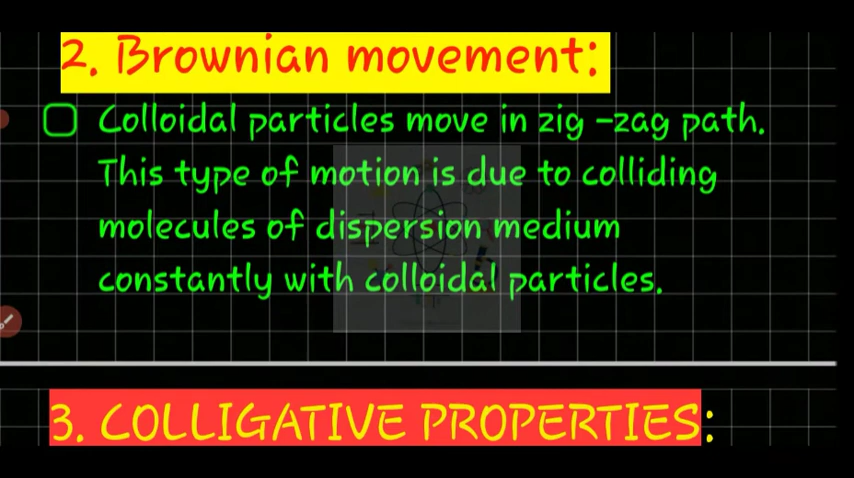 2. Brownian movement:
Colloidal particles move in zig -zag path.
This type of motion is due to colliding
molecules of dispersion medium
constantly with colloidal particles.
3. COLLIGATIVE PROPERTIES: